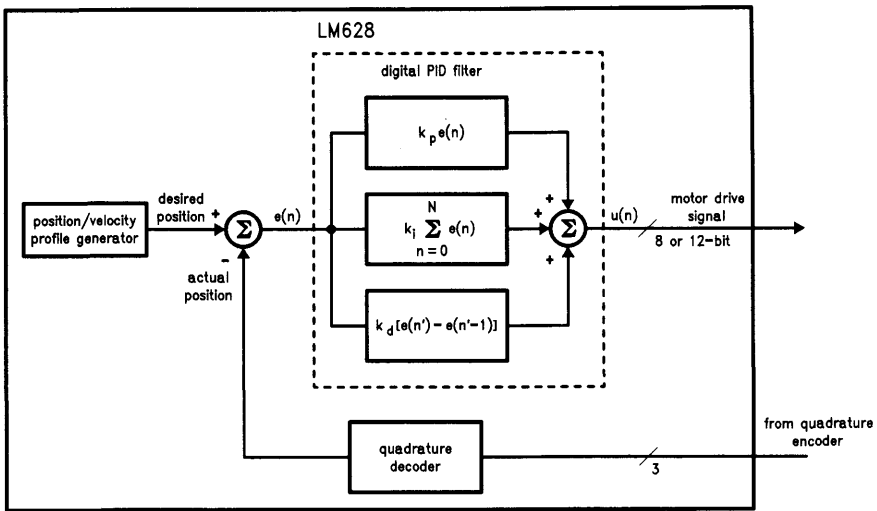 LM628
digital PID filter
k_p e(n)
desired
position
+
position/velocity
profile generator
Σ
e(n)
−
actual
position
N
k_i Σ e(n)
n = 0
+
+
+
Σ
u(n)
motor drive
signal
8 or 12-bit
k_d [e(n') − e(n'−1)]
quadrature
decoder
3
from quadrature
encoder